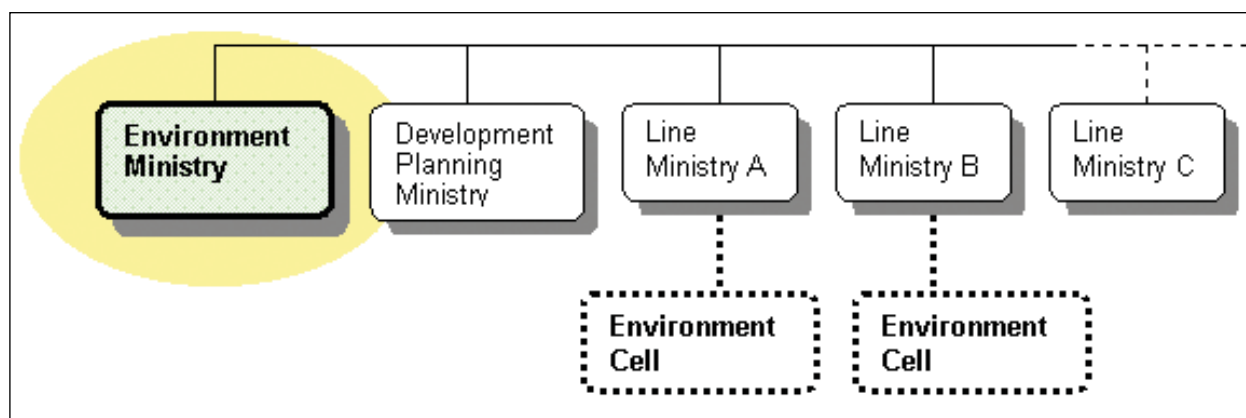 Environment
Ministry
Development
Planning
Ministry
Line
Ministry A
Line
Ministry B
Line
Ministry C
Environment
Cell
Environment
Cell